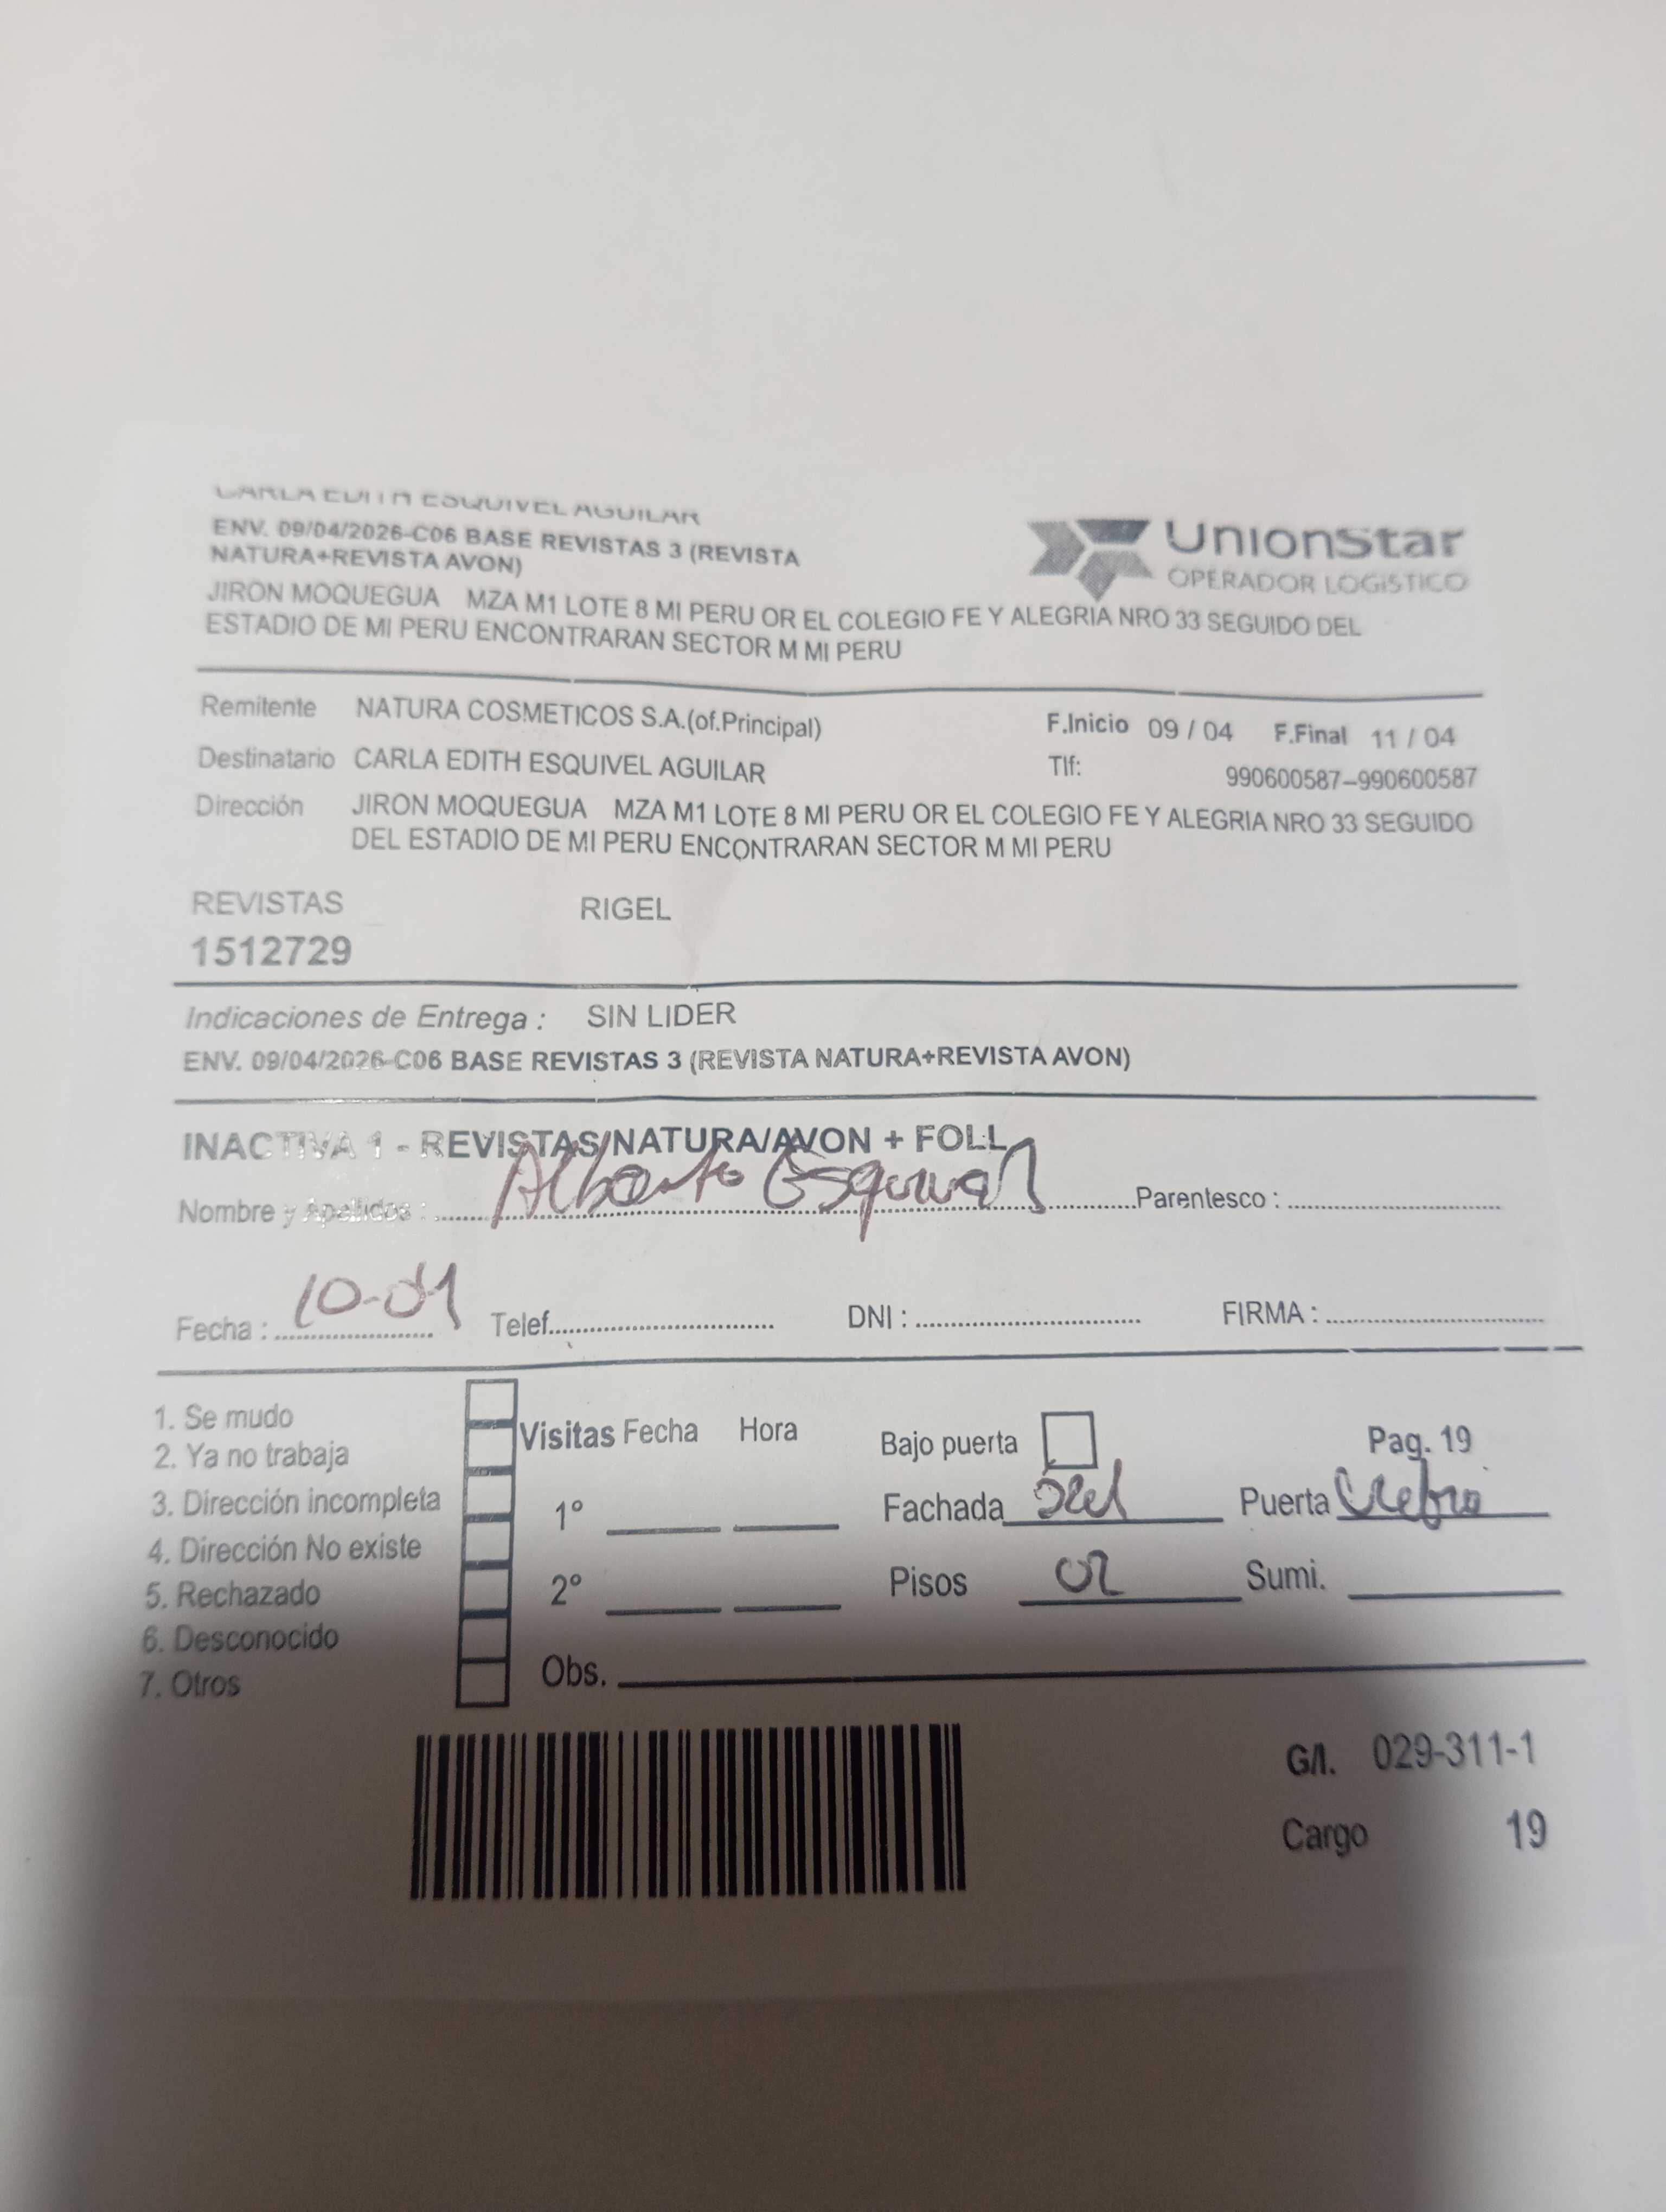 CARLA EDITH ESQUIVEL AGUILAR
ENV. 09/04/2026-C06 BASE REVISTAS 3 (REVISTA
NATURA+REVISTA AVON)
UnionStar
OPERADOR LOGíSTICO
JIRON MOQUEGUA MZA M1 LOTE 8 MI PERU OR EL COLEGIO FE Y ALEGRIA NRO 33 SEGUIDO DEL
ESTADIO DE MI PERU ENCONTRARAN SECTOR M MI PERU
Remitente NATURA COSMETICOS S.A.(of.Principal) F.Inicio 09 / 04 F.Final 11 / 04
Destinatario CARLA EDITH ESQUIVEL AGUILAR Tlf: 990600587-990600587
Dirección JIRON MOQUEGUA MZA M1 LOTE 8 MI PERU OR EL COLEGIO FE Y ALEGRIA NRO 33 SEGUIDO
DEL ESTADIO DE MI PERU ENCONTRARAN SECTOR M MI PERU
REVISTAS RIGEL
1512729
Indicaciones de Entrega : SIN LIDER
ENV. 09/04/2026-C06 BASE REVISTAS 3 (REVISTA NATURA+REVISTA AVON)
INACTIVA 1 - REVISTAS/NATURA/AVON + FOLL
Nombre y Apellidos : Alberto Esquivel Parentesco :
Fecha : 10-04 Telef. DNI : FIRMA :
1. Se mudo
2. Ya no trabaja
3. Dirección incompleta
4. Dirección No existe
5. Rechazado
6. Desconocido
7. Otros
Visitas Fecha Hora
1º
2º
Obs.
Bajo puerta Pag. 19
Fachada Puerta
Pisos 02 Sumi.
G/I. 029-311-1
Cargo 19